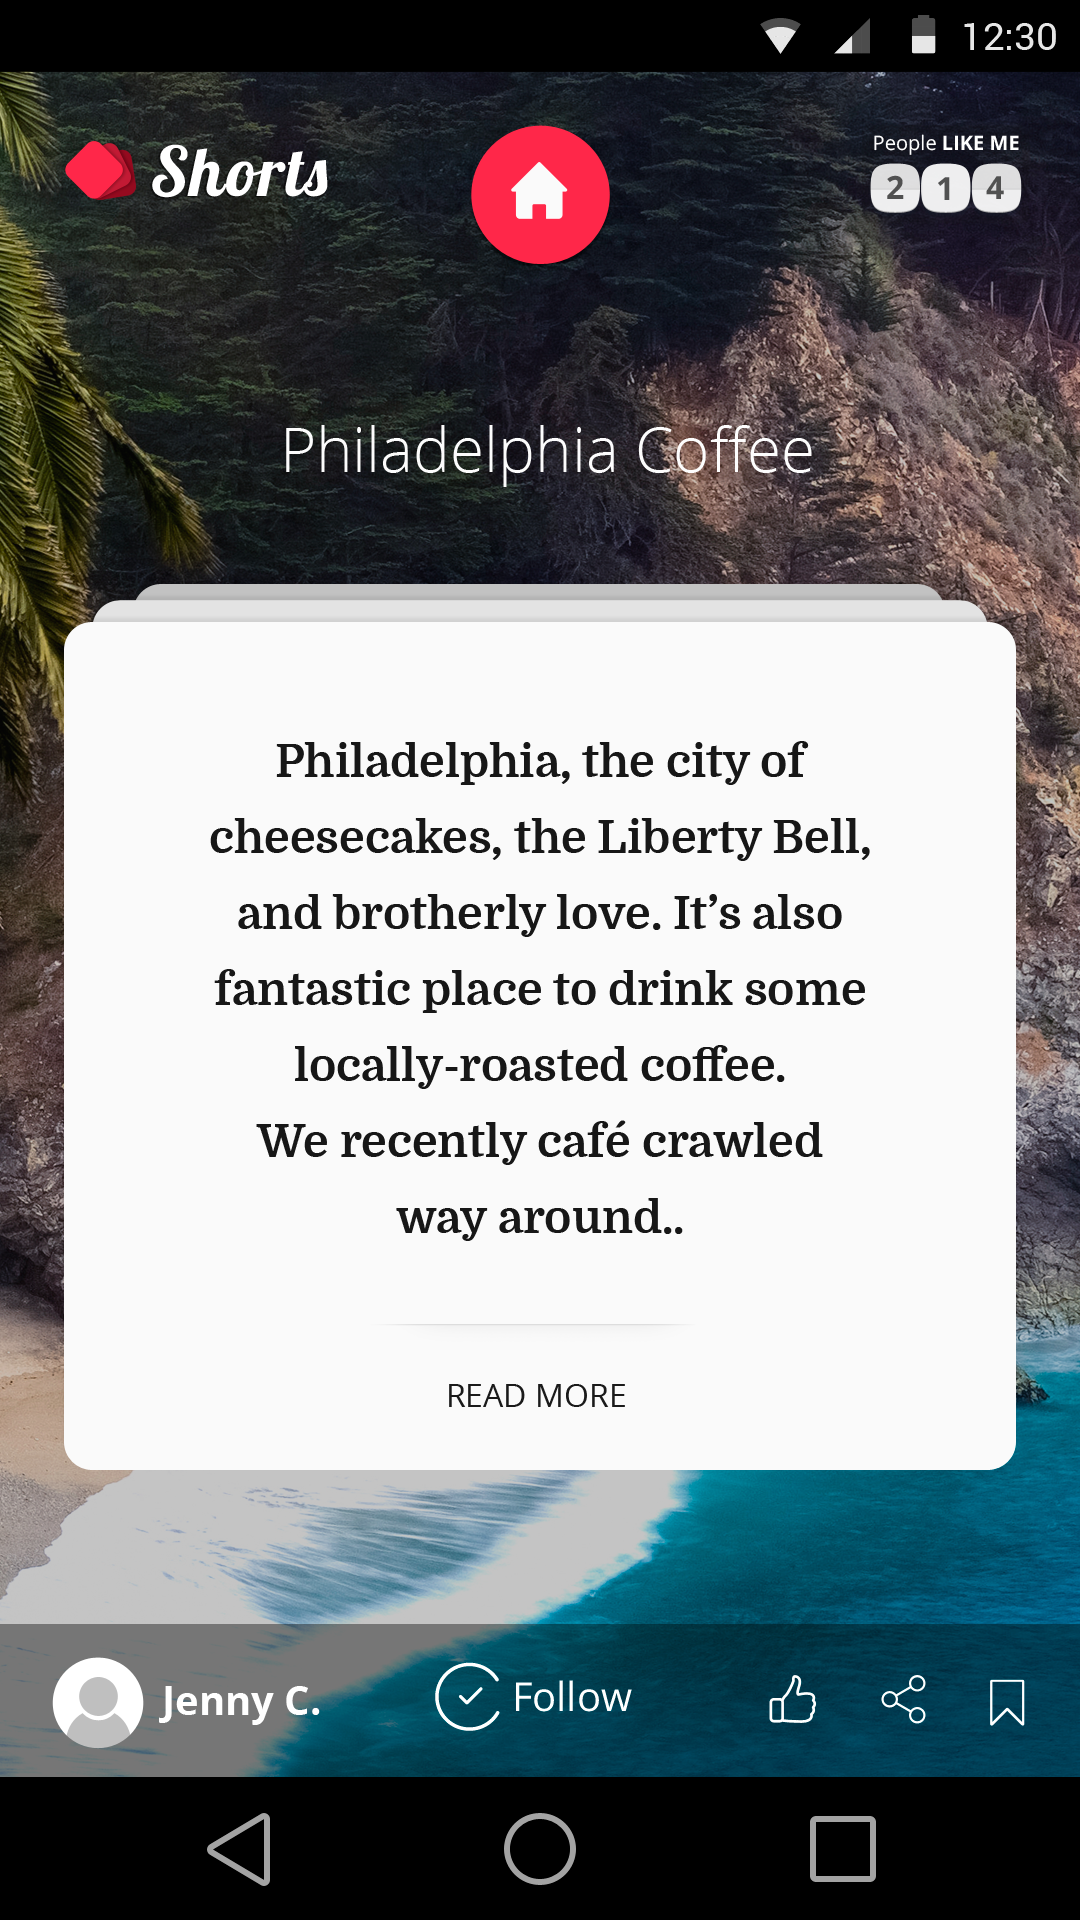 12:30
Shorts
People LIKE ME
2 1 4
Philadelphia Coffee
Philadelphia, the city of
cheesecakes, the Liberty Bell,
and brotherly love. It’s also
fantastic place to drink some
locally-roasted coffee.
We recently café crawled
way around..
READ MORE
Jenny C.
Follow